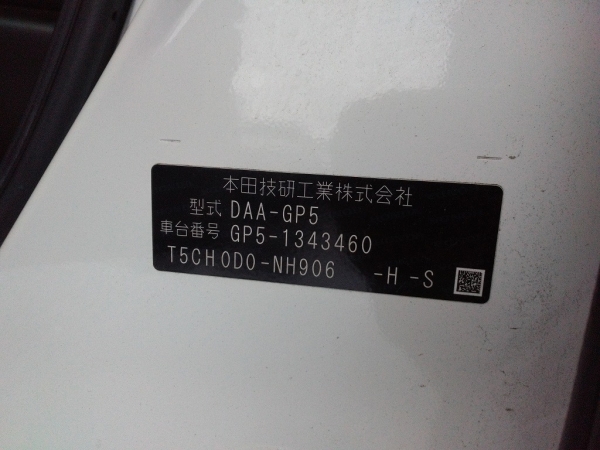 本田技研工業株式会社
型式 DAA-GP5
車台番号 GP5-1343460
T5CH0D0-NH906 -H -S